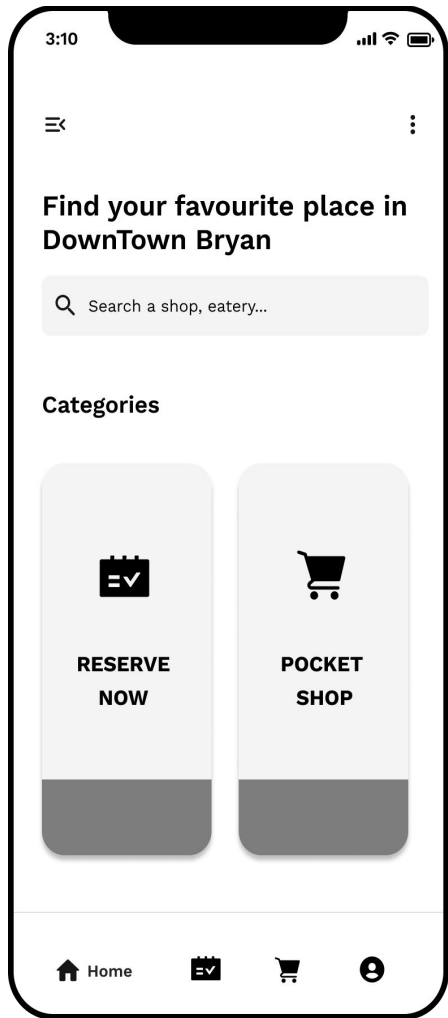 3:10
Find your favourite place in
DownTown Bryan
Search a shop, eatery...
Categories
RESERVE
NOW
POCKET
SHOP
Home